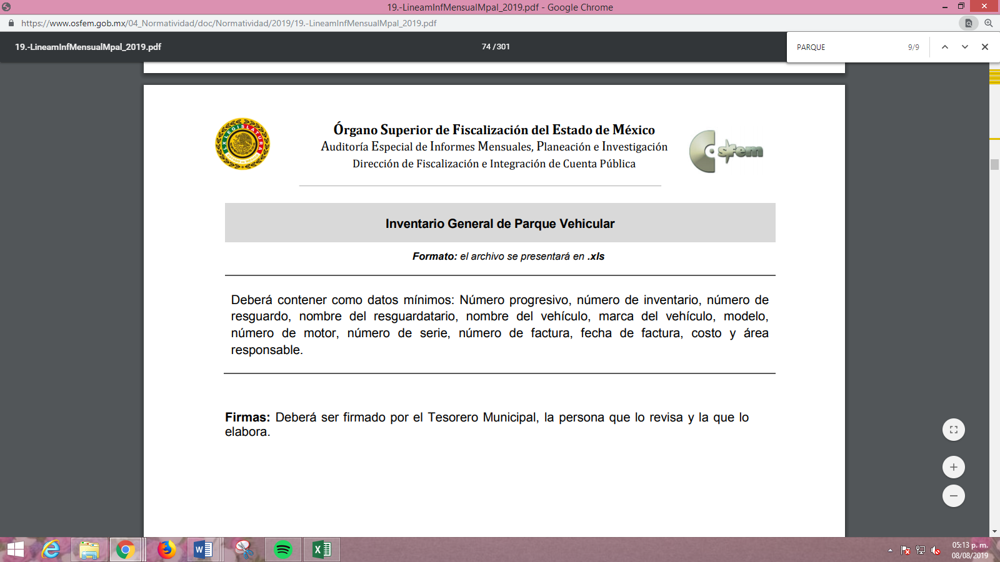 19.-LineamInfMensualMpal_2019.pdf - Google Chrome
https://www.osfem.gob.mx/04_Normatividad/doc/Normatividad/2019/19.-LineamInfMensualMpal_2019.pdf
19.-LineamInfMensualMpal_2019.pdf
74 / 301
PARQUE
9/9
LX LEGISLATURA
Órgano Superior de Fiscalización del Estado de México
Auditoría Especial de Informes Mensuales, Planeación e Investigación
Dirección de Fiscalización e Integración de Cuenta Pública
osfem
Inventario General de Parque Vehicular
Formato: el archivo se presentará en .xls
Deberá contener como datos mínimos: Número progresivo, número de inventario, número de
resguardo, nombre del resguardatario, nombre del vehículo, marca del vehículo, modelo,
número de motor, número de serie, número de factura, fecha de factura, costo y área
responsable.
Firmas: Deberá ser firmado por el Tesorero Municipal, la persona que lo revisa y la que lo
elabora.
05:13 p. m.
08/08/2019